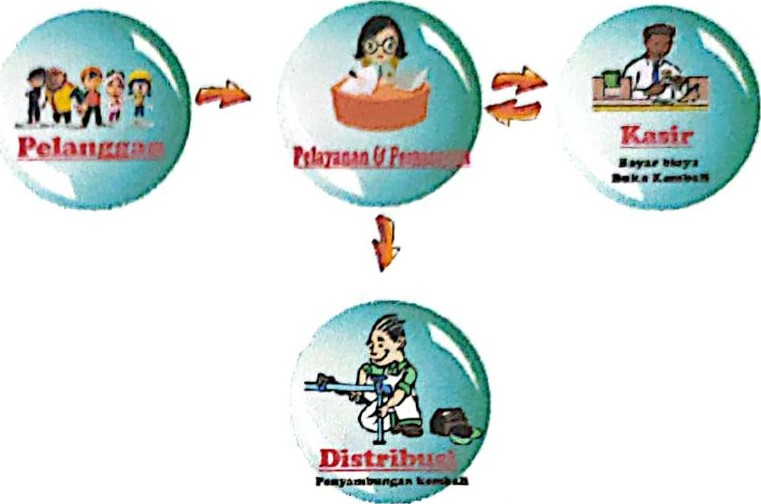 Pelanggan
Pelayanan &
Kasir
Bayar biaya
Buka Kembali
Distribusi
Penyambungan kembali